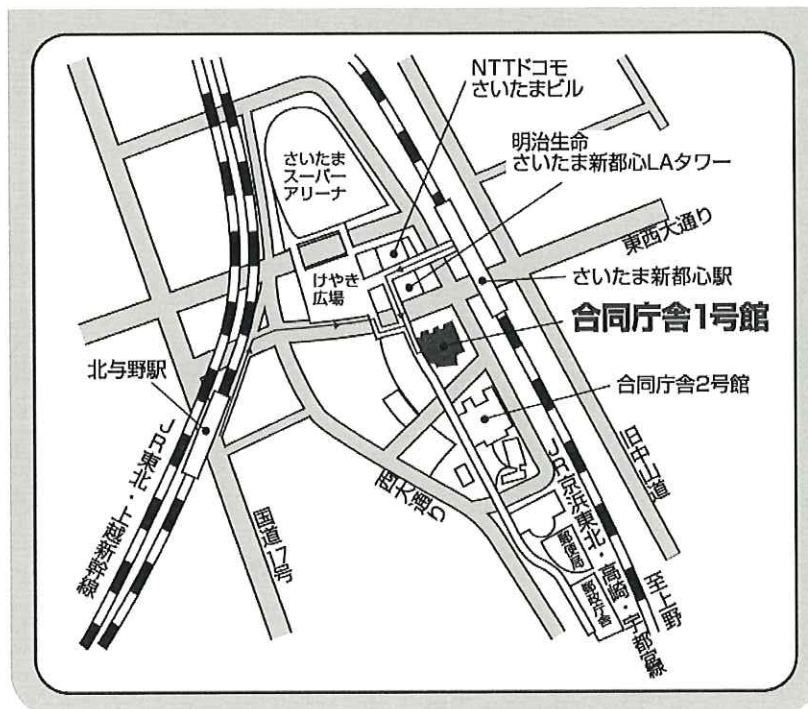 NTTドコモ
さいたまビル
明治生命
さいたま新都心LAタワー
さいたま
スーパー
アリーナ
東西大通り
けやき
広場
さいたま新都心駅
合同庁舎1号館
北与野駅
合同庁舎2号館
JR東北・上越新幹線
国道17号
西大通り
旧中山道
JR京浜東北・高崎・宇都宮線
郵便局
郵政庁舎
至上野